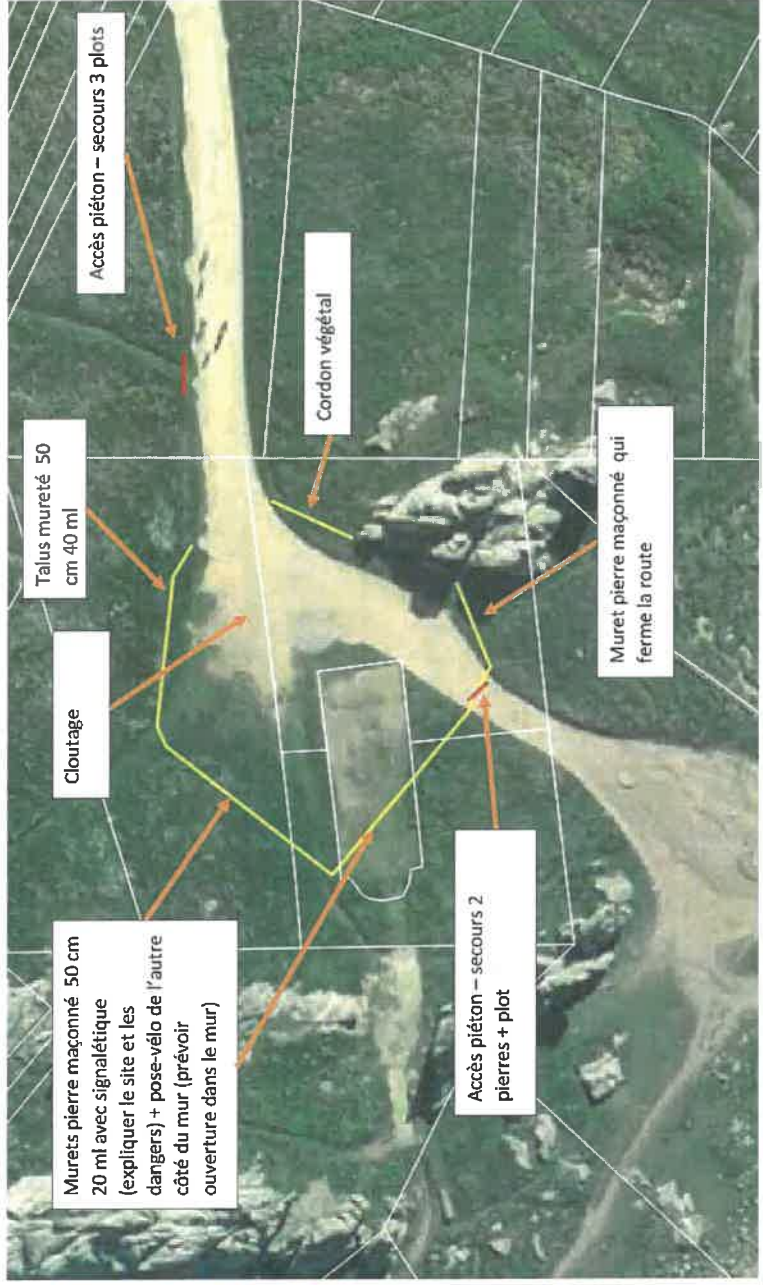 Murets pierre maçonné 50 cm
20 ml avec signalétique
(expliquer le site et les
dangers) + pose-vélo de l'autre
côté du mur (prévoir
ouverture dans le mur)
Cloutage
Talus mureté 50
cm 40 ml
Accès piéton – secours 3 plots
Cordon végétal
Accès piéton – secours 2
pierres + plot
Muret pierre maçonné qui
ferme la route